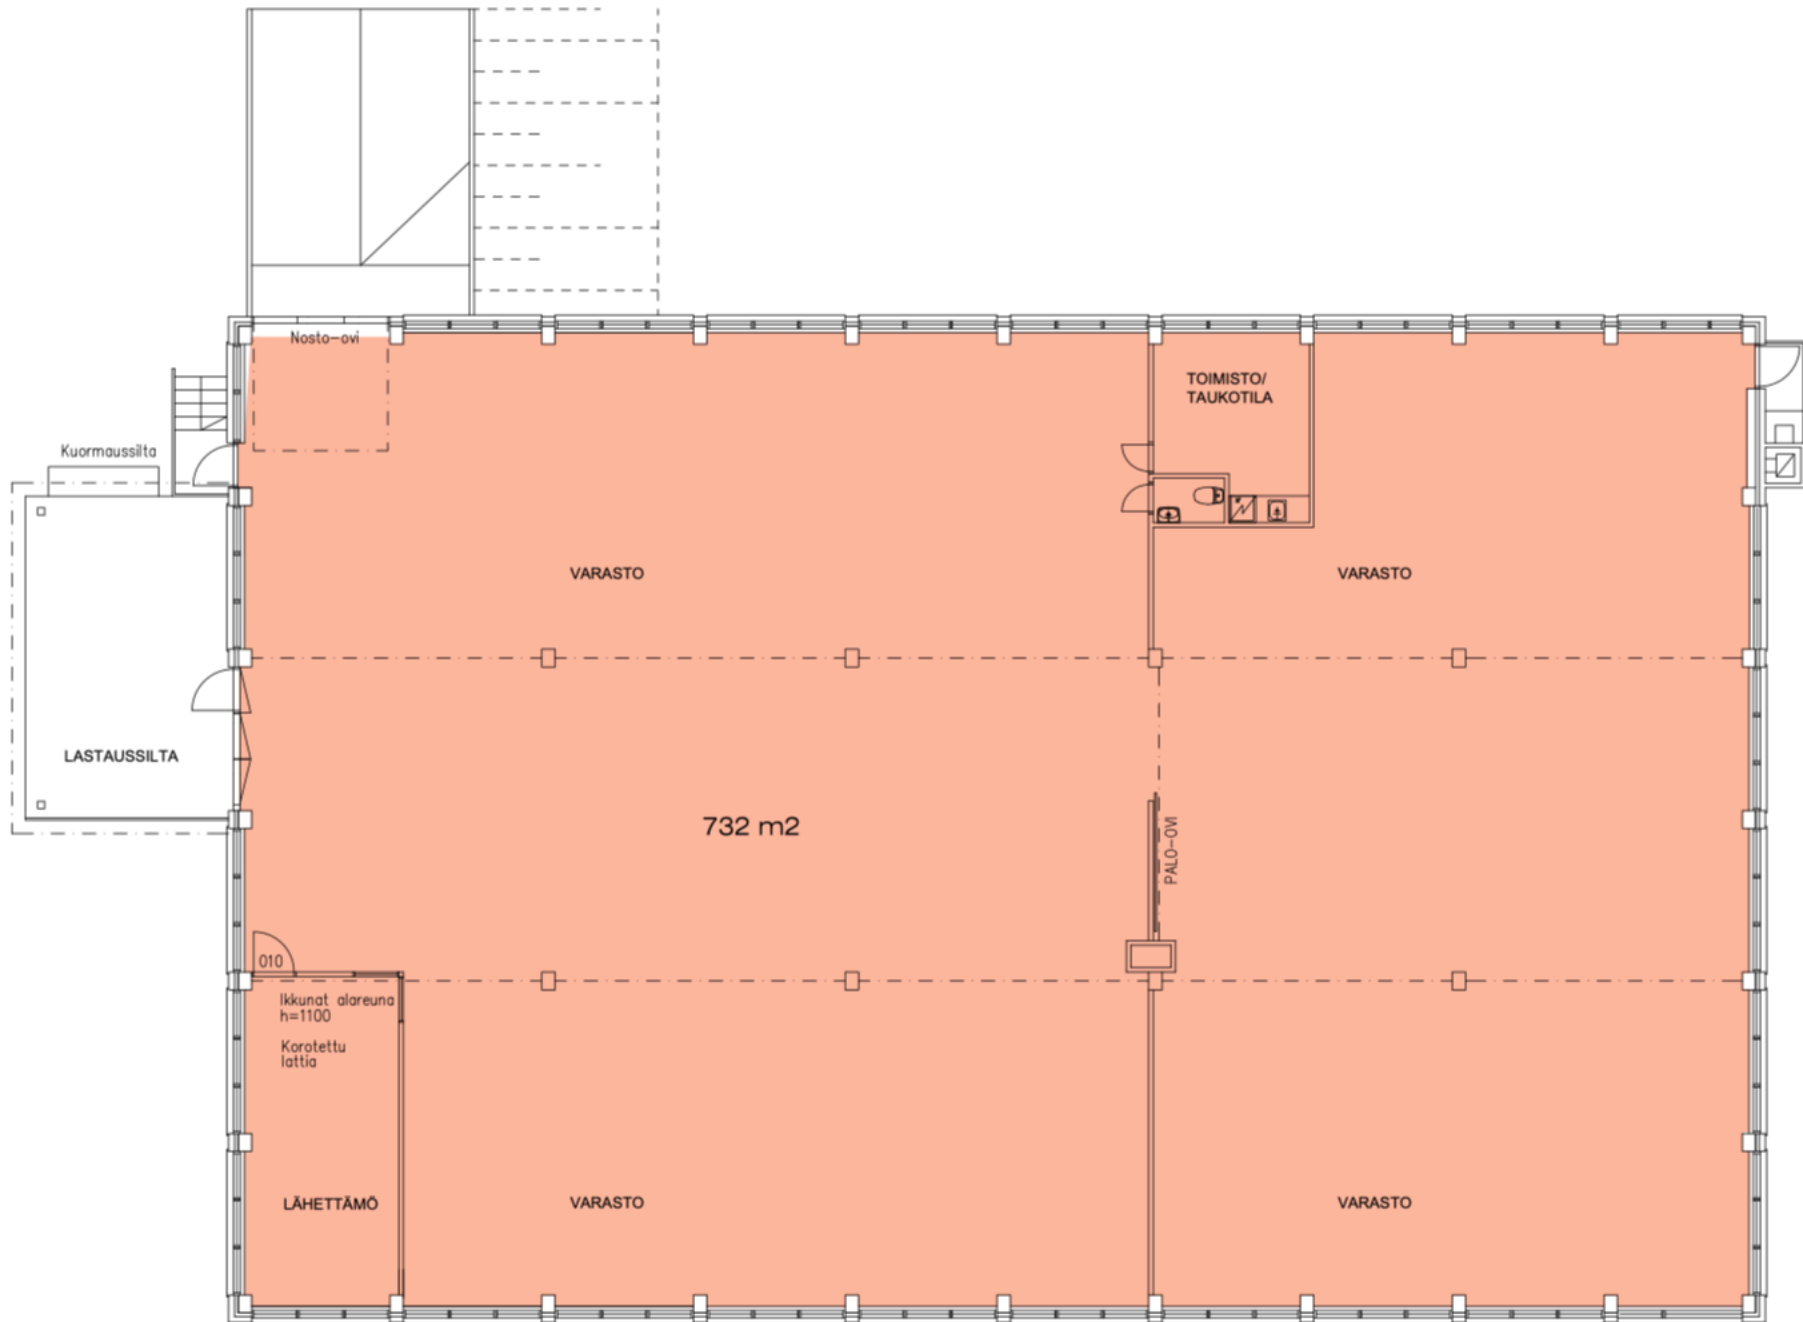 Nosto-ovi
TOIMISTO/
TAUKOTILA
Kuormaussilta
VARASTO
VARASTO
LASTAUSSILTA
732 m2
PALO-OVI
010
Ikkunat alareuna
h=1100
Korotettu
lattia
LÄHETTÄMÖ
VARASTO
VARASTO